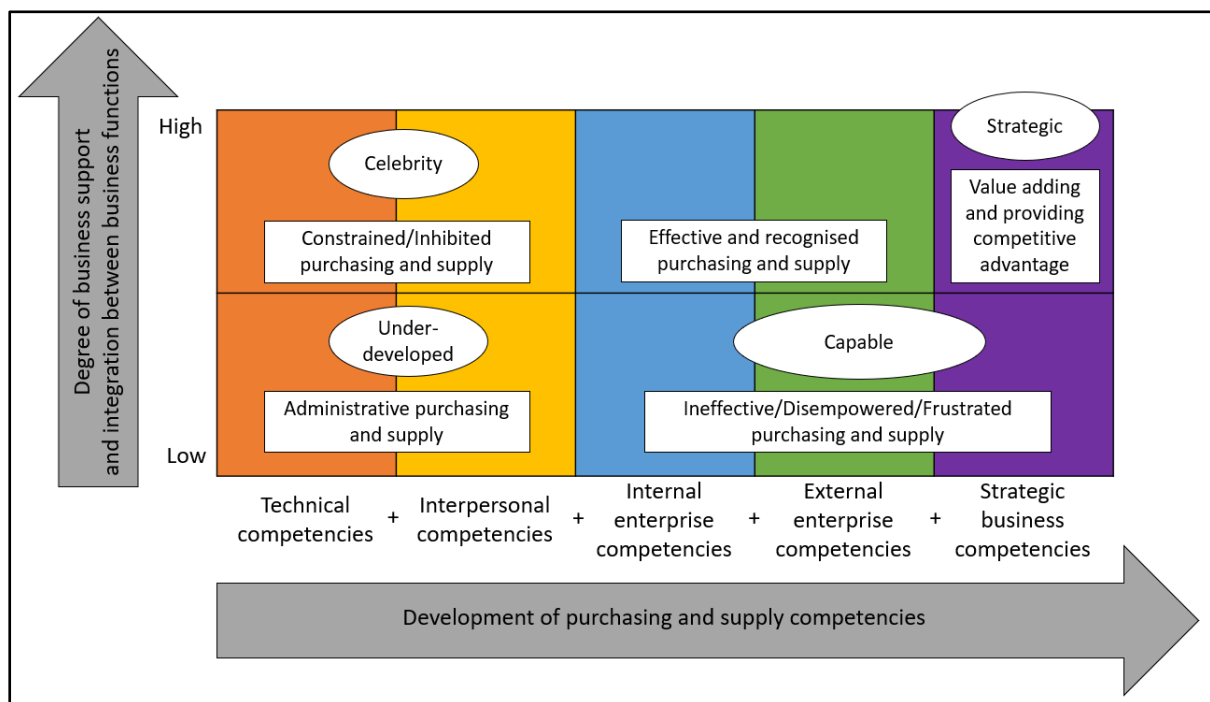 Degree of business support
and integration between business functions
High
Low
Celebrity
Constrained/Inhibited
purchasing and supply
Effective and recognised
purchasing and supply
Strategic
Value adding
and providing
competitive
advantage
Under-
developed
Administrative purchasing
and supply
Capable
Ineffective/Disempowered/Frustrated
purchasing and supply
Technical
competencies
+
Interpersonal
competencies
+
Internal
enterprise
competencies
+
External
enterprise
competencies
+
Strategic
business
competencies
Development of purchasing and supply competencies